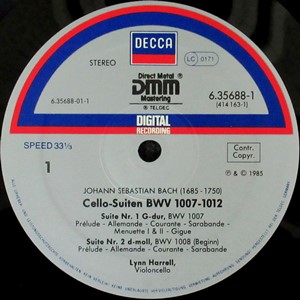 DECCA
STEREO
LC 0171
Direct Metal
DMM
Mastering
® TELDEC
6.35688-01-1
6.35688-1
(414 163-1)
DIGITAL
RECORDING
SPEED 33⅓
Contr.
Copyr.
1
℗ & © 1985
JOHANN SEBASTIAN BACH (1685-1750)
Cello-Suiten BWV 1007-1012
Suite Nr. 1 G-dur, BWV 1007
Prélude - Allemande - Courante - Sarabande -
Menuette I & II - Gigue
Suite Nr. 2 d-moll, BWV 1008 (Beginn)
Prélude - Allemande - Courante - Sarabande
Lynn Harrell,
Violoncello